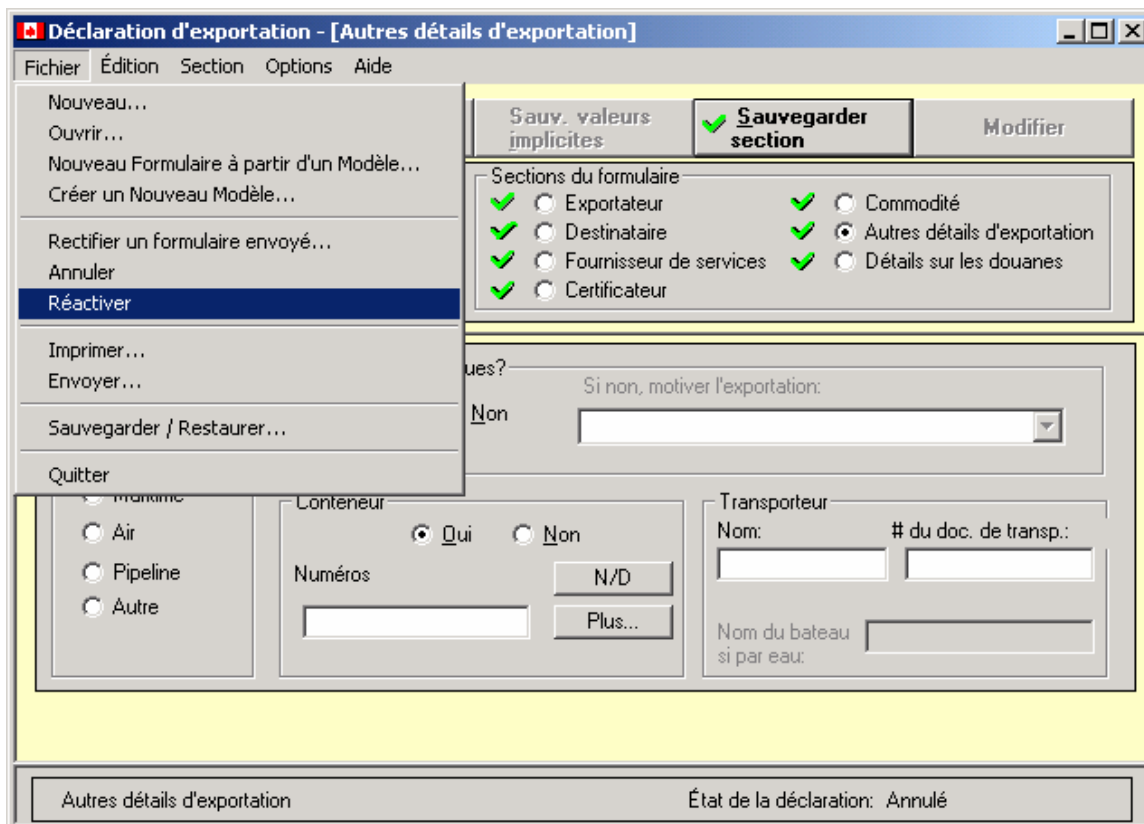 Déclaration d'exportation - [Autres détails d'exportation]
Fichier Édition Section Options Aide
Nouveau...
Ouvrir...
Nouveau Formulaire à partir d'un Modèle...
Créer un Nouveau Modèle...
Rectifier un formulaire envoyé...
Annuler
Réactiver
Imprimer...
Envoyer...
Sauvegarder / Restaurer...
Quitter
Sauv. valeurs
implicites
Sauvegarder
section
Modifier
Sections du formulaire
Exportateur
Destinataire
Fournisseur de services
Certificateur
Commodité
Autres détails d'exportation
Détails sur les douanes
ues?
Non
Si non, motiver l'exportation:
Maritime
Air
Pipeline
Autre
Conteneur
Oui Non
Numéros
N/D
Plus...
Transporteur
Nom: # du doc. de transp.:
Nom du bateau
si par eau:
Autres détails d'exportation État de la déclaration: Annulé